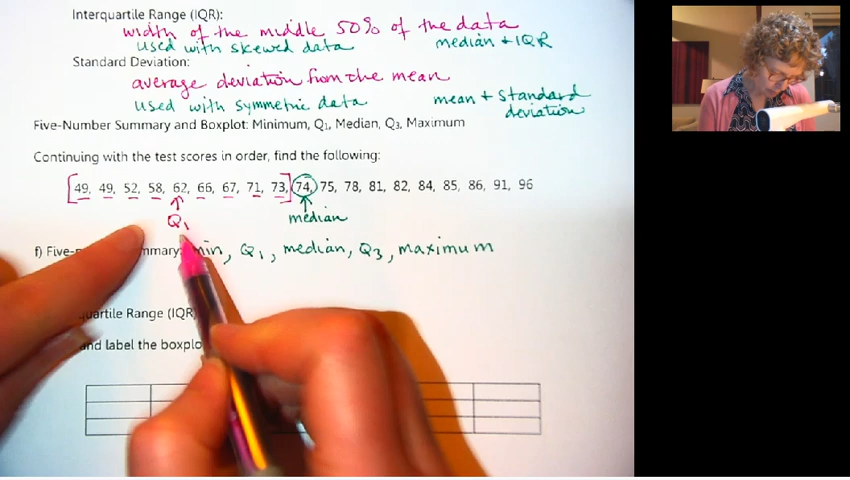 Interquartile Range (IQR):
width of the middle 50% of the data
used with skewed data median + IQR
Standard Deviation:
average deviation from the mean
used with symmetric data mean + standard
deviation
Five-Number Summary and Boxplot: Minimum, Q1, Median, Q3, Maximum
Continuing with the test scores in order, find the following:
[49, 49, 52, 58, 62, 66, 67, 71, 73,] 74, 75, 78, 81, 82, 84, 85, 86, 91, 96
Q1 median
f) Five- mmary: min, Q1, median, Q3, maximum
quartile Range (IQR)
and label the boxplo